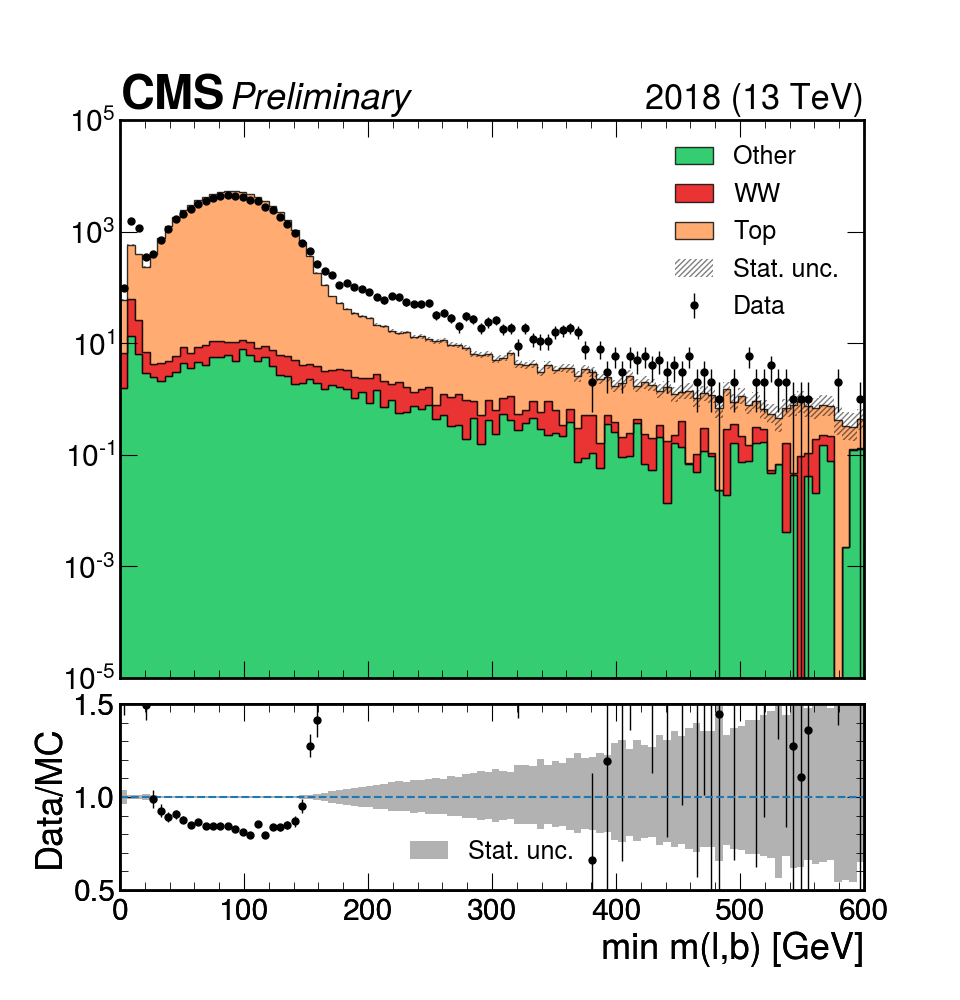 CMS Preliminary 2018 (13 TeV)
10^5
Other
WW
10^3
Top
Stat. unc.
Data
10^1
10^-1
10^-3
10^-5
1.5
Data/MC
1.0
Stat. unc.
0.5
0 100 200 300 400 500 600
min m(l,b) [GeV]